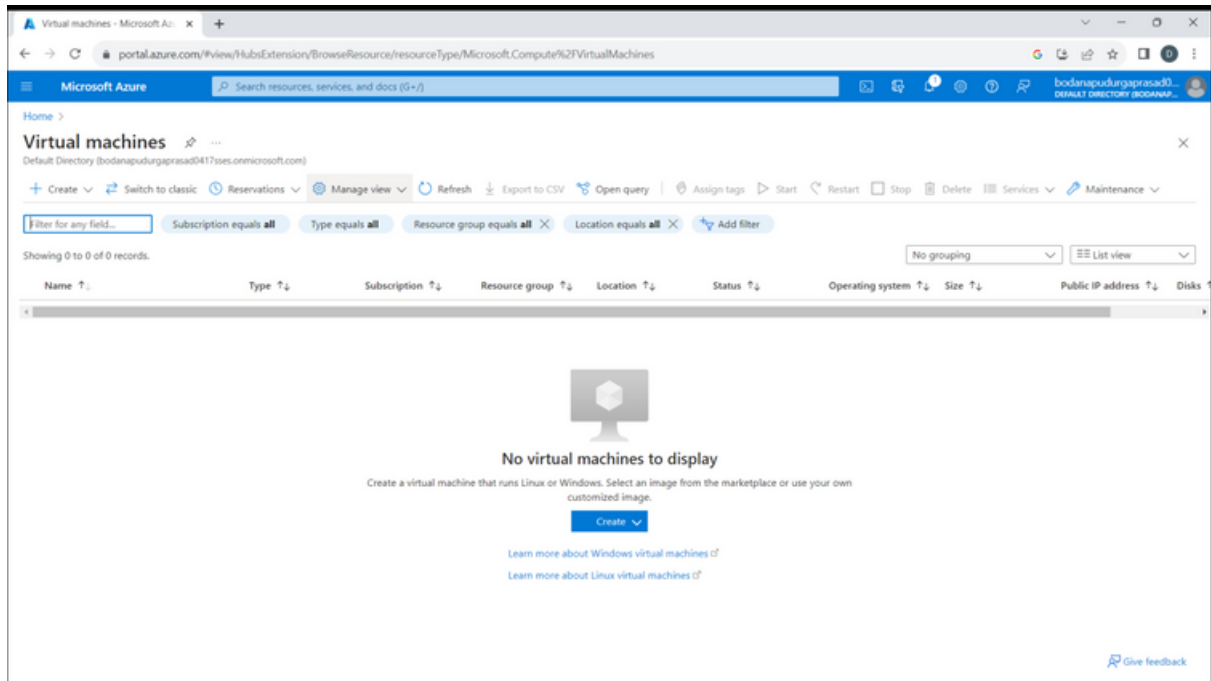 Virtual machines - Microsoft Az
portal.azure.com/#view/HubsExtension/BrowseResource/resourceType/Microsoft.Compute%2FVirtualMachines
G
D
Microsoft Azure
Search resources, services, and docs (G+/)
1
bodanapudurgaprasad0...
DEFAULT DIRECTORY (BODANAP...
Home >
Virtual machines ...
Default Directory (bodanapudurgaprasad0417sses.onmicrosoft.com)
Create Switch to classic Reservations Manage view Refresh Export to CSV Open query Assign tags Start Restart Stop Delete Services Maintenance
Filter for any field... Subscription equals all Type equals all Resource group equals all Location equals all Add filter
Showing 0 to 0 of 0 records.
No grouping List view
Name Type Subscription Resource group Location Status Operating system Size Public IP address Disks
No virtual machines to display
Create a virtual machine that runs Linux or Windows. Select an image from the marketplace or use your own
customized image.
Create
Learn more about Windows virtual machines
Learn more about Linux virtual machines
Give feedback